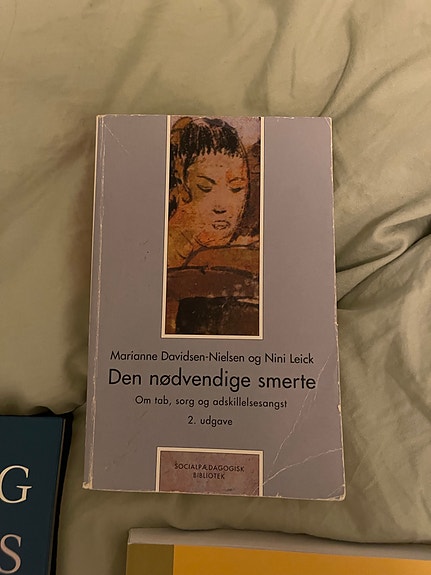 Marianne Davidsen-Nielsen og Nini Leick
Den nødvendige smerte
Om tab, sorg og adskillelsesangst
2. udgave
SOCIALPÆDAGOGISK
BIBLIOTEK
G
S